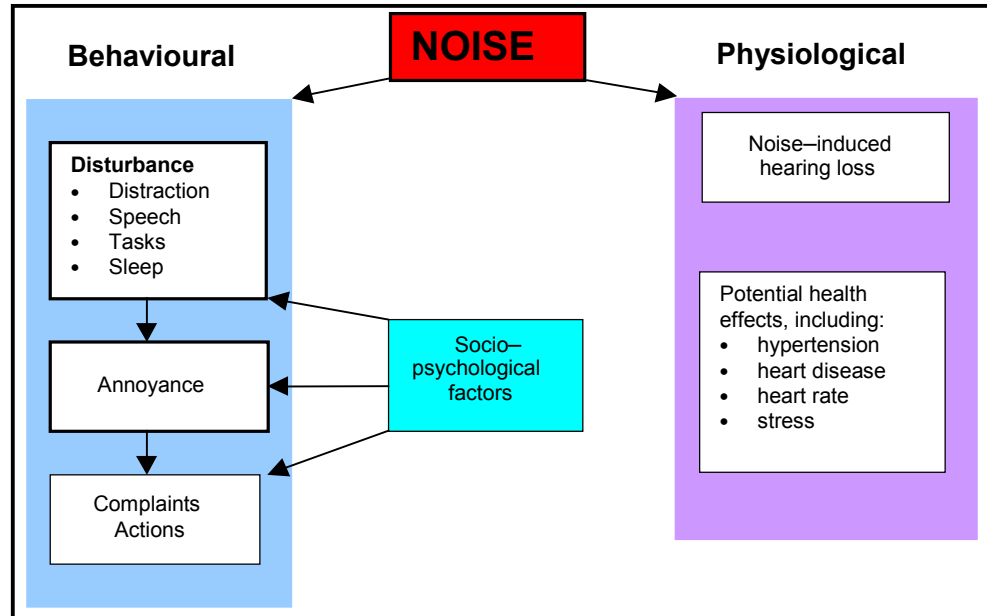 NOISE
Behavioural
Physiological
Disturbance
• Distraction
• Speech
• Tasks
• Sleep
Annoyance
Complaints
Actions
Socio–
psychological
factors
Noise–induced
hearing loss
Potential health
effects, including:
• hypertension
• heart disease
• heart rate
• stress